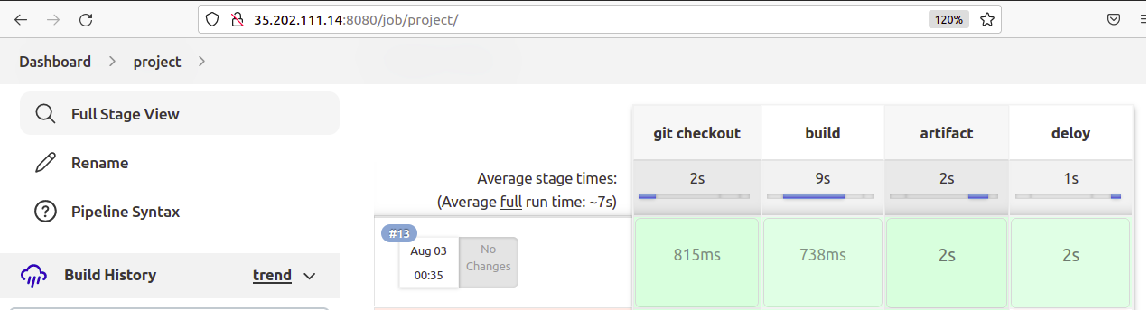 35.202.111.14:8080/job/project/
120%
Dashboard > project >
Full Stage View
Rename
Pipeline Syntax
Build History trend
git checkout build artifact deloy
Average stage times: 2s 9s 2s 1s
(Average full run time: ~7s)
#13
Aug 03
00:35
No
Changes
815ms 738ms 2s 2s